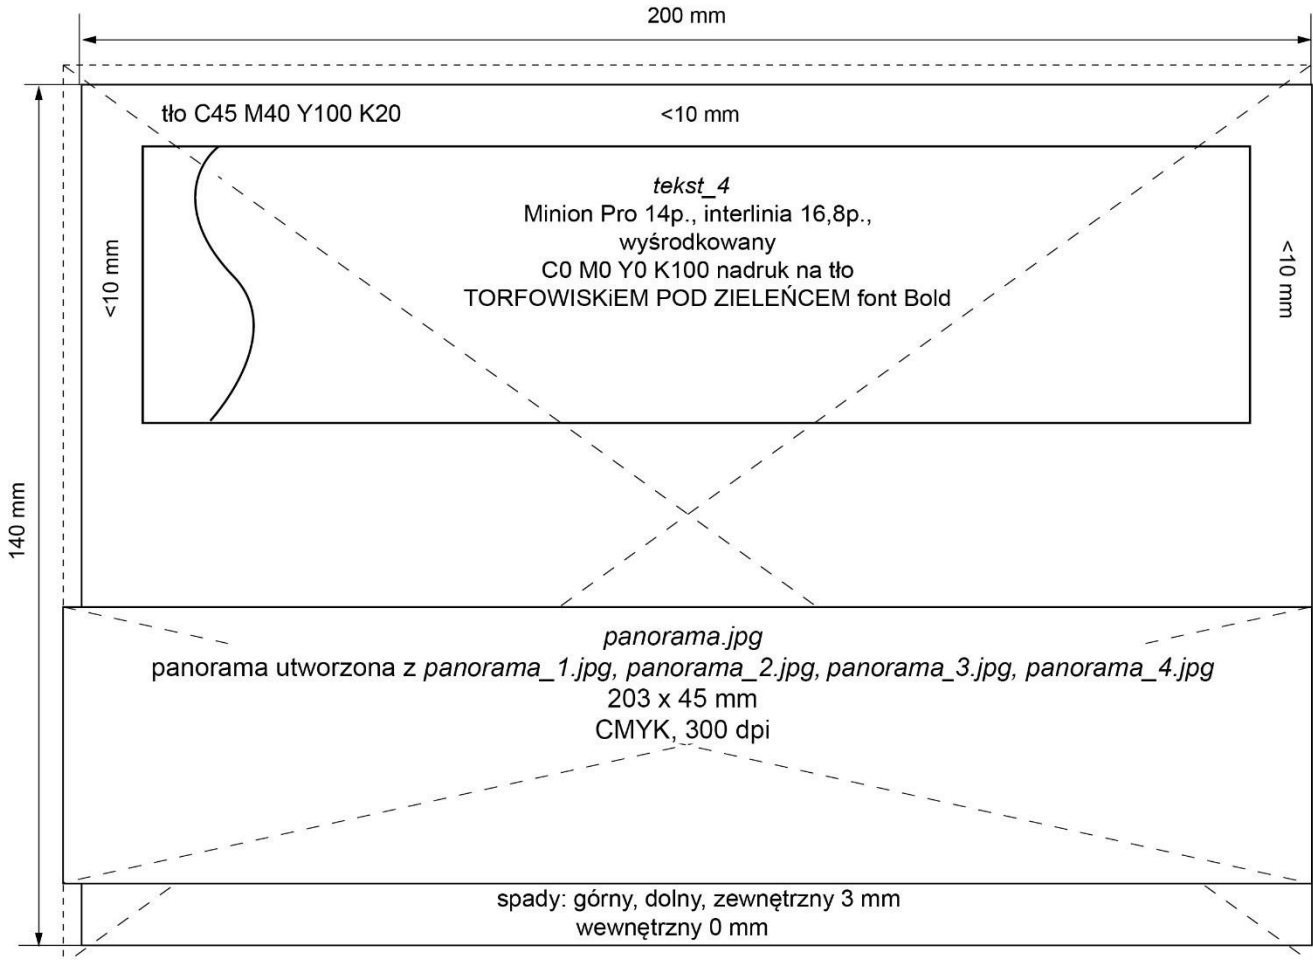 200 mm
tło C45 M40 Y100 K20
<10 mm
tekst_4
Minion Pro 14p., interlinia 16,8p.,
wyśrodkowany
C0 M0 Y0 K100 nadruk na tło
TORFOWISKiEM POD ZIELEŃCEM font Bold
<10 mm
<10 mm
140 mm
panorama.jpg
panorama utworzona z panorama_1.jpg, panorama_2.jpg, panorama_3.jpg, panorama_4.jpg
203 x 45 mm
CMYK, 300 dpi
spady: górny, dolny, zewnętrzny 3 mm
wewnętrzny 0 mm